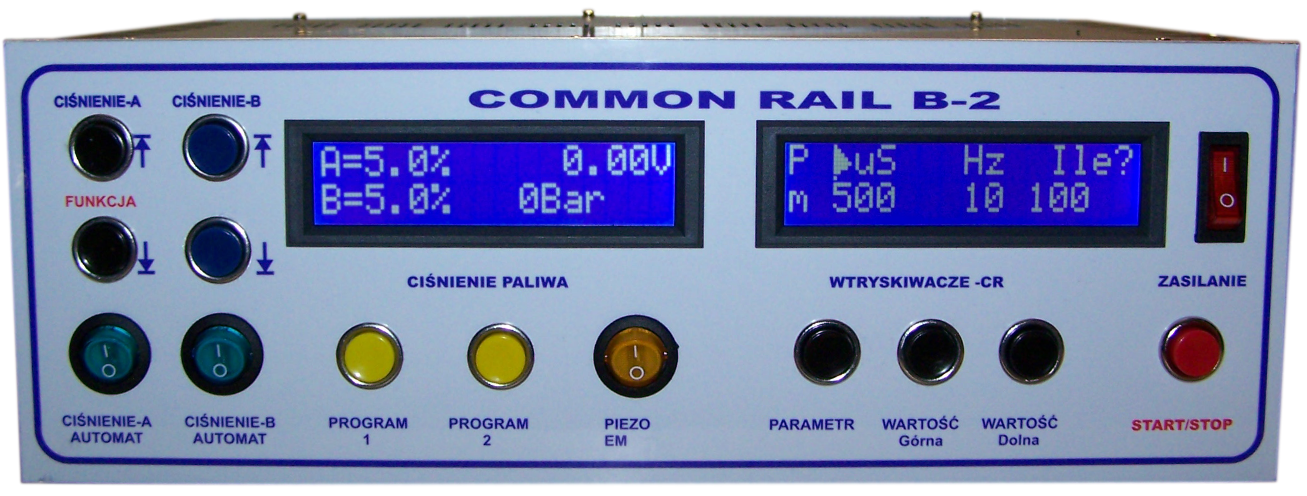 COMMON RAIL B-2
CIŚNIENIE-A
CIŚNIENIE-B
FUNKCJA
A=5.0% 0.00V
B=5.0% 0Bar
P uS Hz Ile?
m 500 10 100
I
O
CIŚNIENIE PALIWA
WTRYSKIWACZE -CR
ZASILANIE
I
O
I
O
I
O
CIŚNIENIE-A
AUTOMAT
CIŚNIENIE-B
AUTOMAT
PROGRAM
1
PROGRAM
2
PIEZO
EM
PARAMETR
WARTOŚĆ
Górna
WARTOŚĆ
Dolna
START/STOP